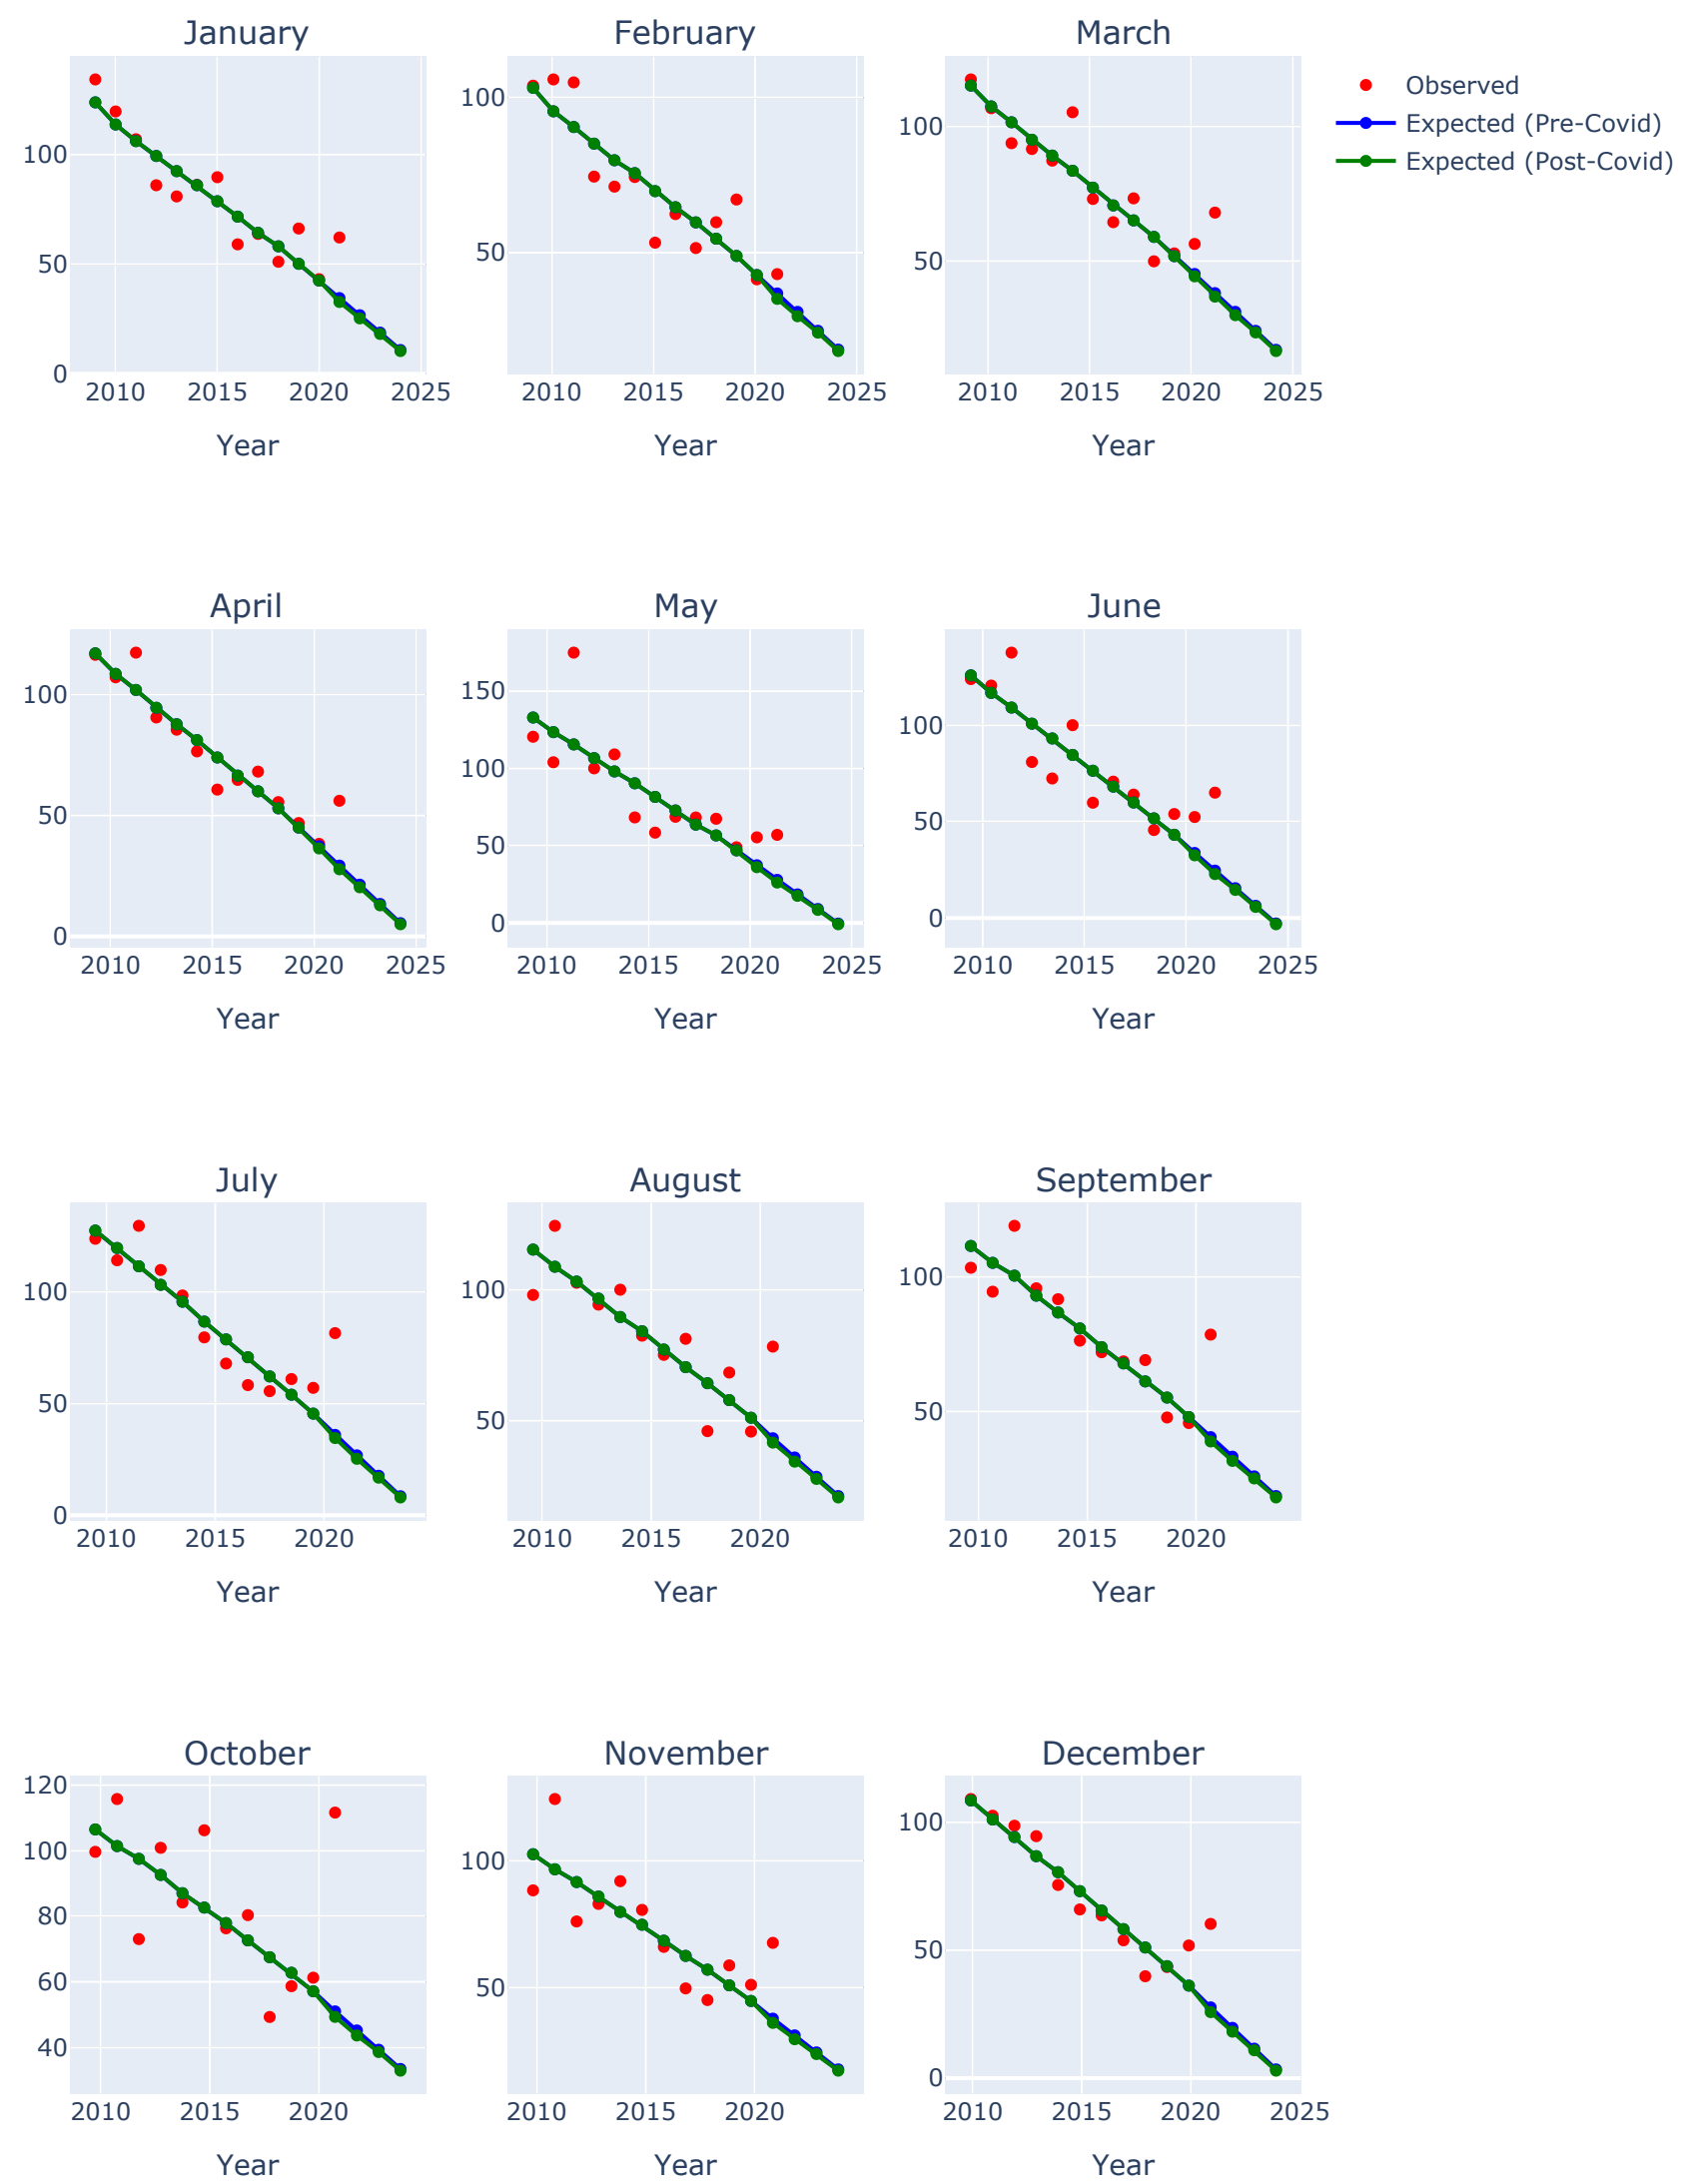 January February March
Observed
Expected (Pre-Covid)
Expected (Post-Covid)
100 100 100
50 50 50
0
2010 2015 2020 2025 2010 2015 2020 2025 2010 2015 2020 2025
Year Year Year
April May June
150
100 100 100
50 50 50
0 0 0
2010 2015 2020 2025 2010 2015 2020 2025 2010 2015 2020 2025
Year Year Year
July August September
100 100 100
50 50 50
0
2010 2015 2020 2010 2015 2020 2010 2015 2020
Year Year Year
October November December
120
100 100 100
80
60 50 50
40
0
2010 2015 2020 2010 2015 2020 2010 2015 2020 2025
Year Year Year